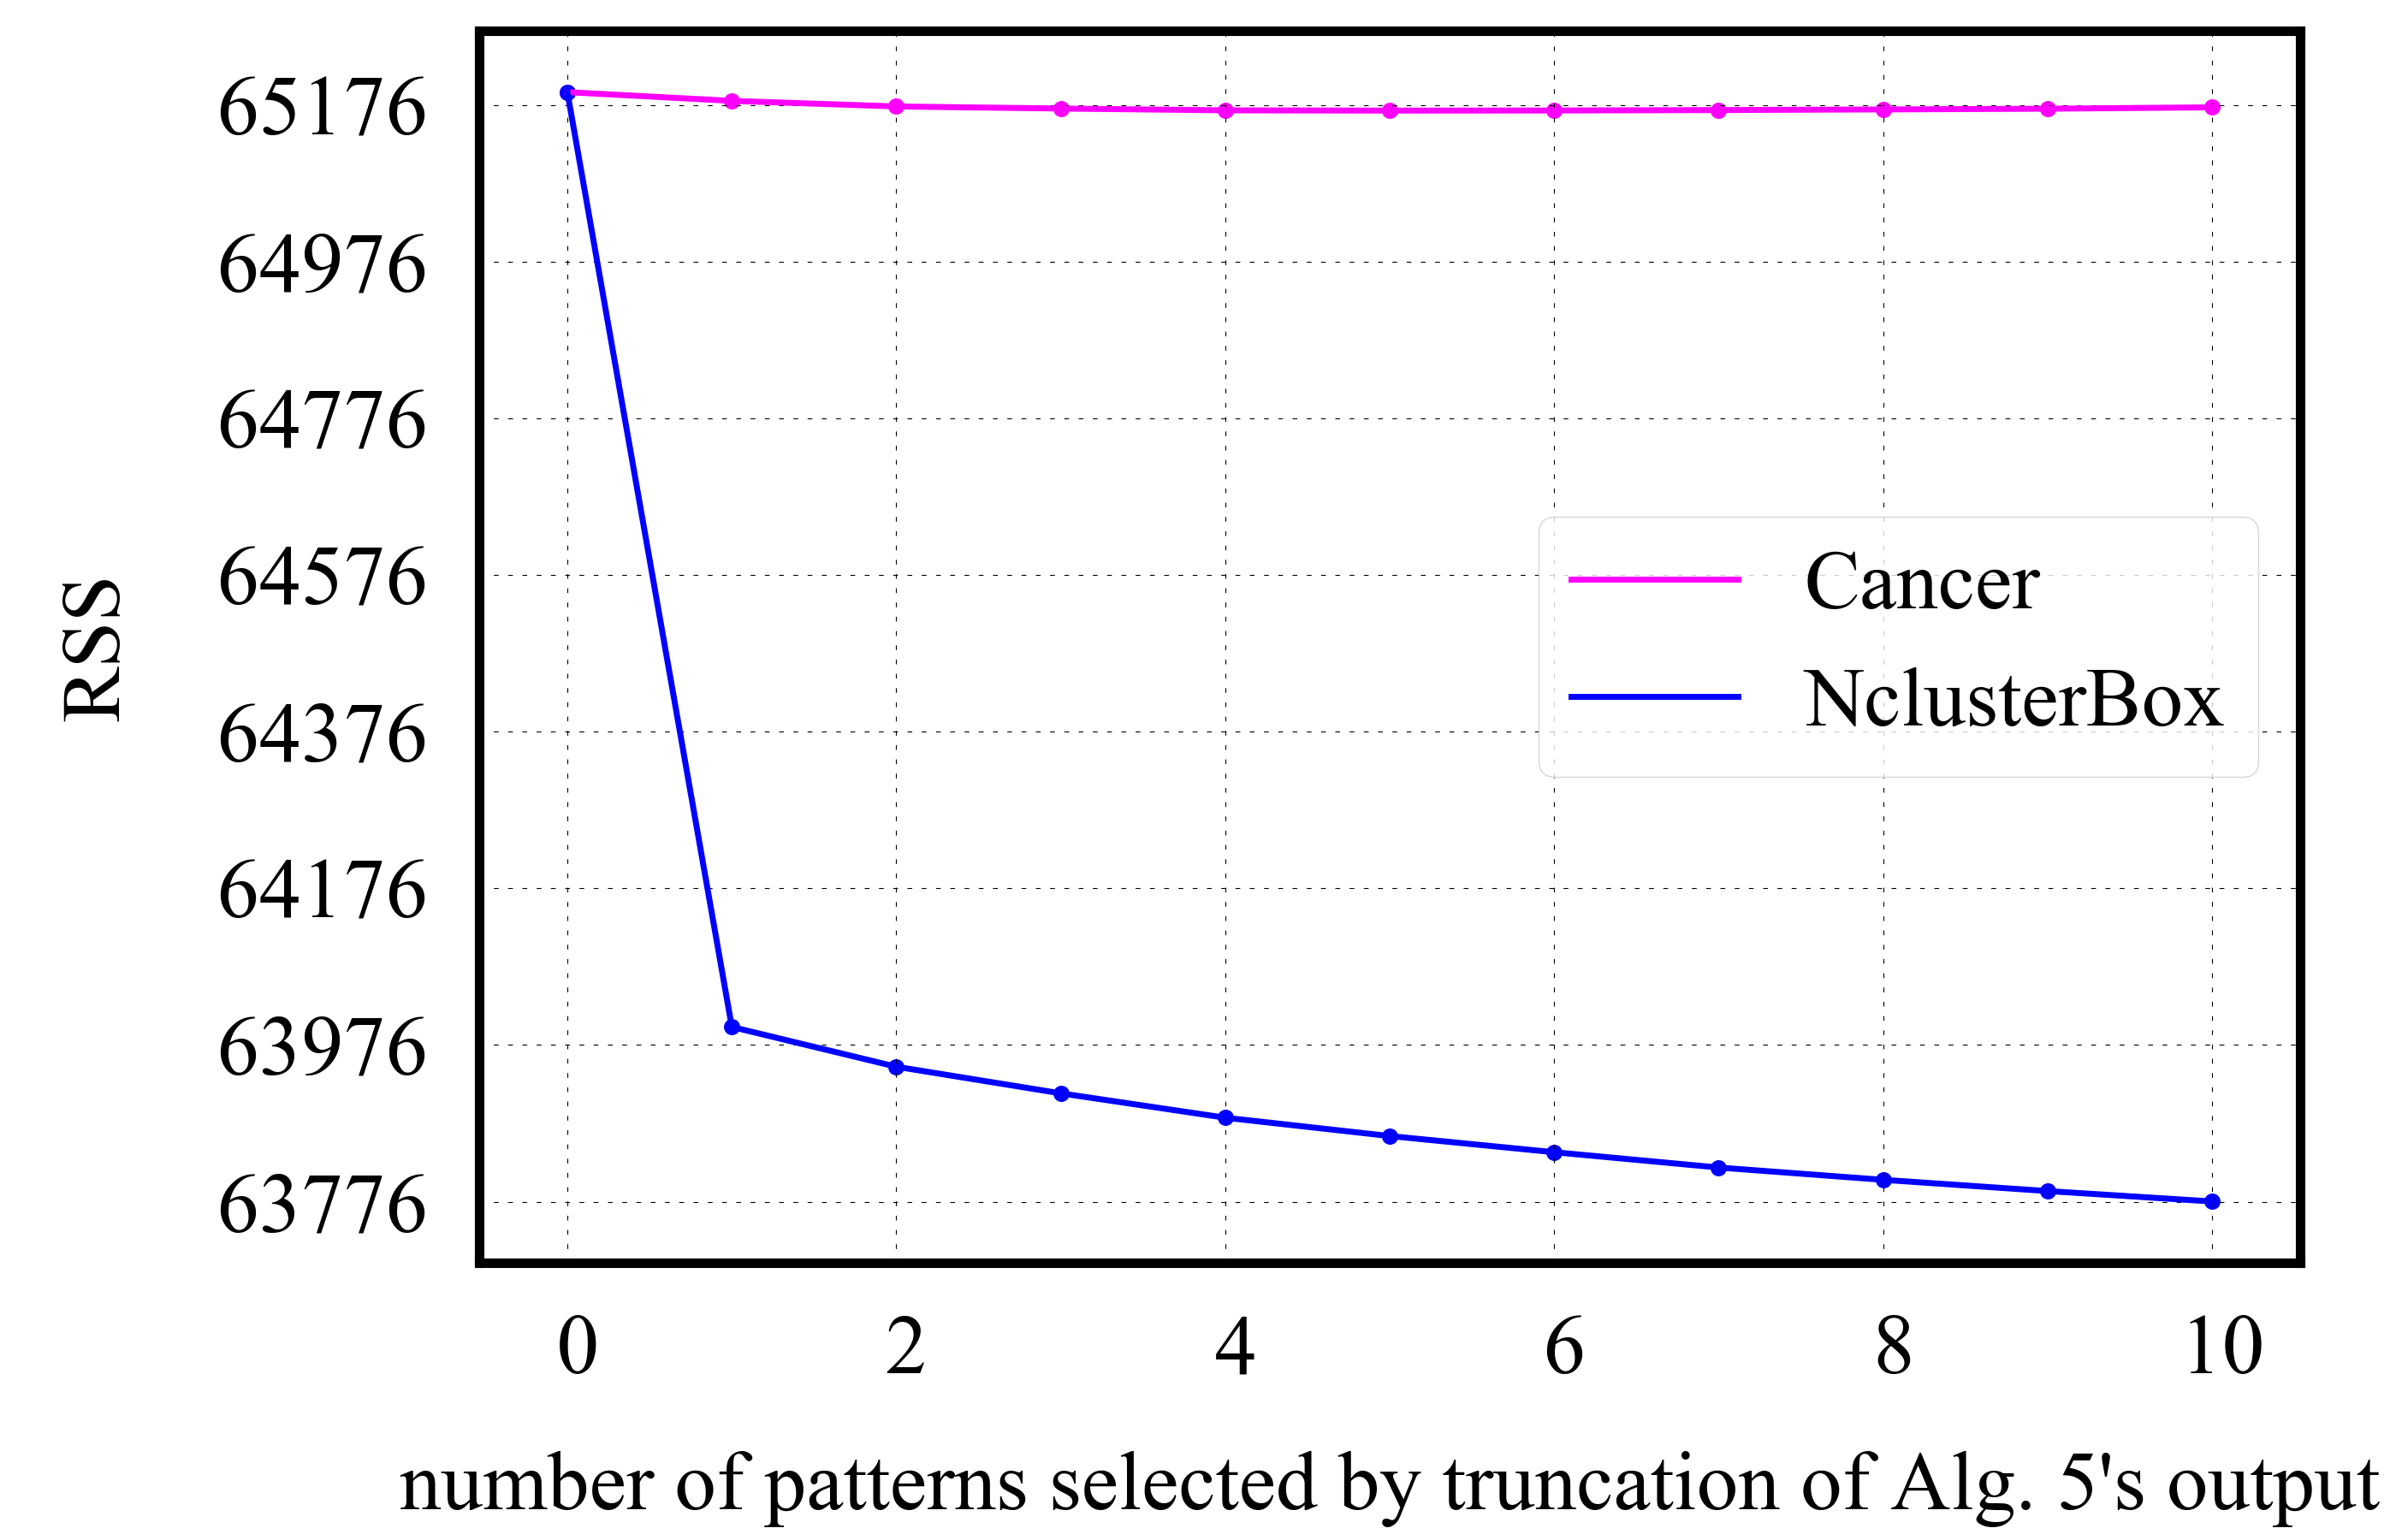 65176
64976
64776
64576
64376
64176
63976
63776
RSS
Cancer
NclusterBox
0 2 4 6 8 10
number of patterns selected by truncation of Alg. 5's output